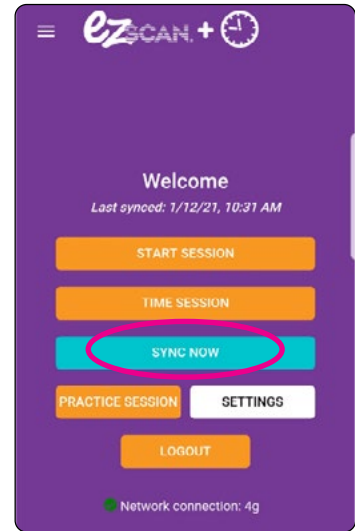 ezSCAN.+
Welcome
Last synced: 1/12/21, 10:31 AM
START SESSION
TIME SESSION
SYNC NOW
PRACTICE SESSION SETTINGS
LOGOUT
Network connection: 4g